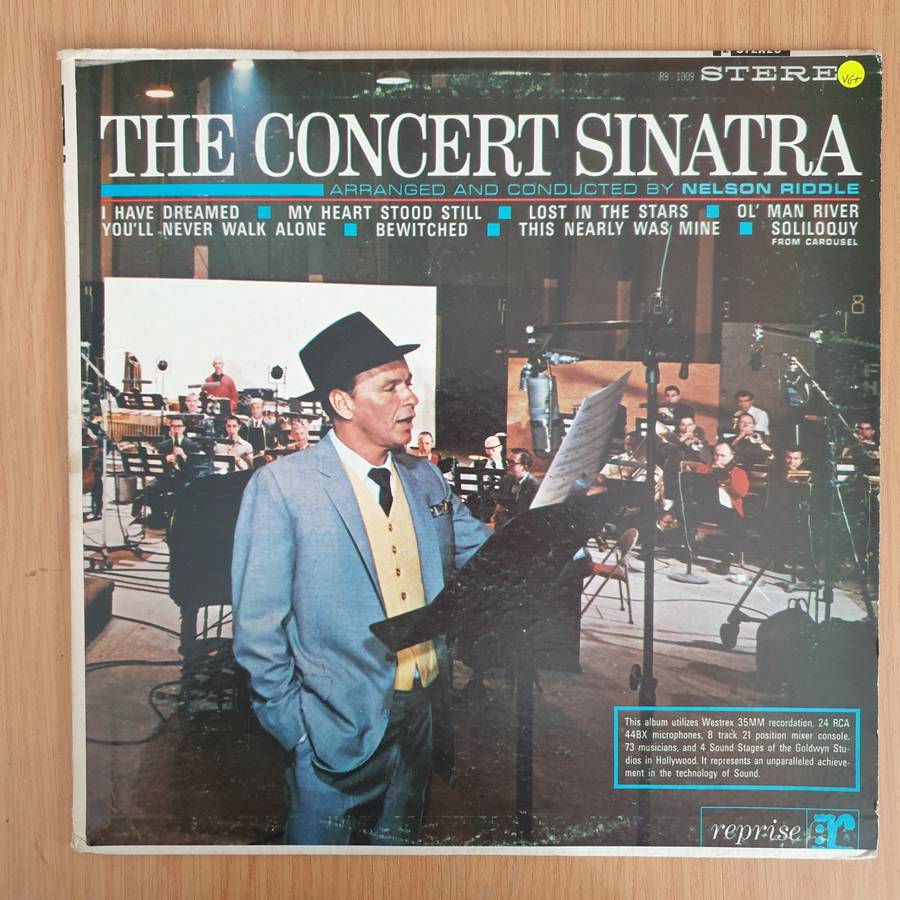 STEREO
R9-1009 STERE
VG+
THE CONCERT SINATRA
ARRANGED AND CONDUCTED BY NELSON RIDDLE
I HAVE DREAMED ■ MY HEART STOOD STILL ■ LOST IN THE STARS ■ OL' MAN RIVER
YOU'LL NEVER WALK ALONE ■ BEWITCHED ■ THIS NEARLY WAS MINE ■ SOLILOQUY
FROM CAROUSEL
8
This album utilizes Westrex 35MM recordation, 24 RCA
44BX microphones, 8 track 21 position mixer console,
73 musicians, and 4 Sound Stages of the Goldwyn Stu-
dios in Hollywood. It represents an unparalleled achieve-
ment in the technology of Sound.
reprise r: